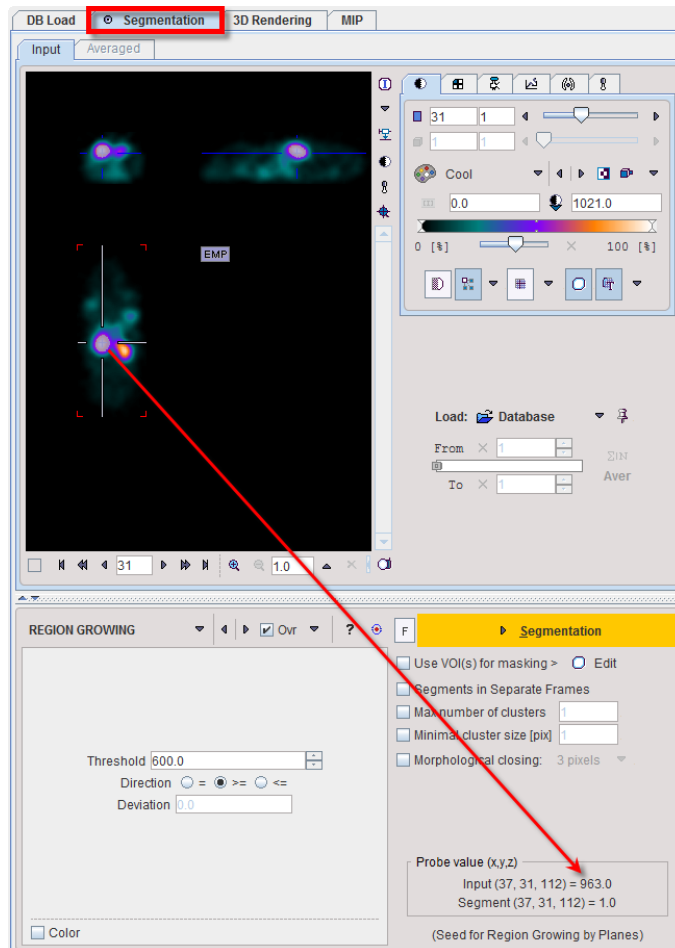 DB Load Segmentation 3D Rendering MIP
Input Averaged
31 1
1 1
Cool
0.0 1021.0
0 [%] 100 [%]
EMP
Load: Database
From 1
ΣIN
To 1
Aver
31 1.0
REGION GROWING Ovr ? F Segmentation
Use VOI(s) for masking > Edit
Segments in Separate Frames
Max number of clusters 1
Minimal cluster size [pix] 1
Morphological closing: 3 pixels
Threshold 600.0
Direction = >= <=
Deviation 0.0
Probe value (x,y,z)
Input (37, 31, 112) = 963.0
Segment (37, 31, 112) = 1.0
Color
(Seed for Region Growing by Planes)